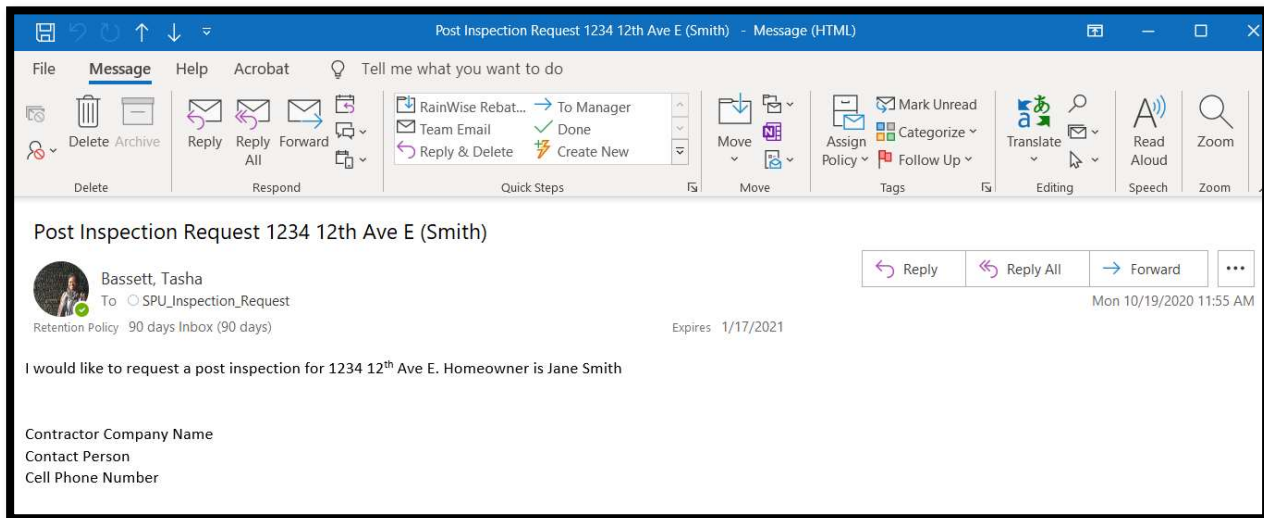 Post Inspection Request 1234 12th Ave E (Smith) - Message (HTML)
File Message Help Acrobat Tell me what you want to do
Delete Archive
Reply Reply All Forward
RainWise Rebat... To Manager
Team Email Done
Reply & Delete Create New
Move
Assign Policy
Mark Unread
Categorize
Follow Up
Translate
Read Aloud
Zoom
Delete Respond Quick Steps Move Tags Editing Speech Zoom
Post Inspection Request 1234 12th Ave E (Smith)
Bassett, Tasha
To SPU_Inspection_Request
Reply Reply All Forward
Mon 10/19/2020 11:55 AM
Retention Policy 90 days Inbox (90 days) Expires 1/17/2021
I would like to request a post inspection for 1234 12th Ave E. Homeowner is Jane Smith
Contractor Company Name
Contact Person
Cell Phone Number